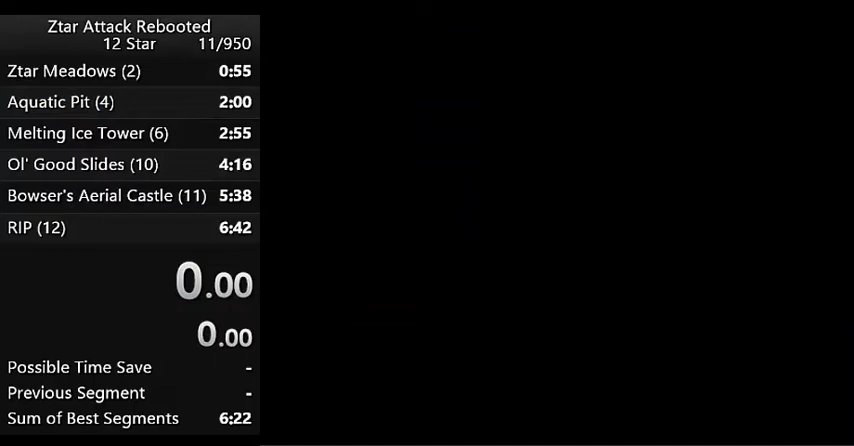 Ztar Attack Rebooted
12 Star 11/950
Ztar Meadows (2) 0:55
Aquatic Pit (4) 2:00
Melting Ice Tower (6) 2:55
Ol' Good Slides (10) 4:16
Bowser's Aerial Castle (11) 5:38
RIP (12) 6:42
0.00
0.00
Possible Time Save -
Previous Segment -
Sum of Best Segments 6:22